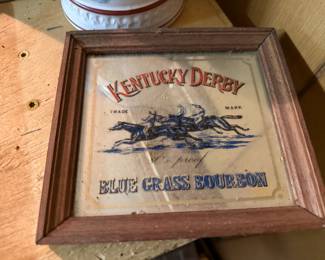 KENTUCKY DERBY
TRADE MARK
proof
BLUE GRASS BOURBON